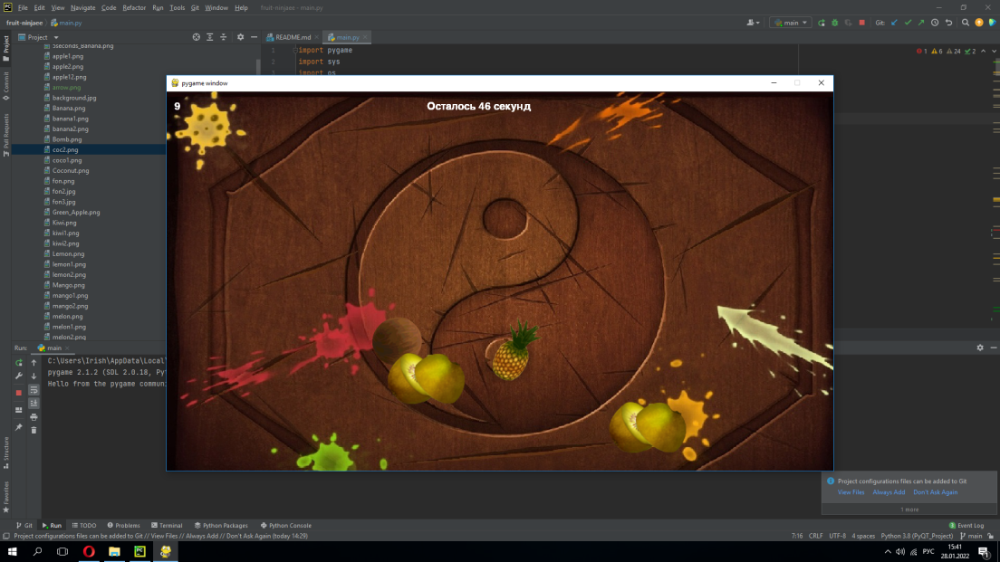 File Edit View Navigate Code Refactor Run Tools Git Window Help fruit-ninjaee - main.py
fruit-ninjaee main.py
main
Git:
Project
README.md
main.py
1 import pygame
2 import sys
1 6 24 2
Project
Commit
Pull Requests
Structure
Favorites
5seconds_Banana.png
apple1.png
apple2.png
apple12.png
arrow.png
background.jpg
Banana.png
banana1.png
banana2.png
Bomb.png
coc2.png
coco1.png
Coconut.png
fon.png
fon2.jpg
fon3.jpg
Green_Apple.png
Kiwi.png
kiwi1.png
kiwi2.png
Lemon.png
lemon1.png
lemon2.png
Mango.png
mango1.png
mango2.png
melon.png
melon1.png
melon2.png
pygame window
9
Осталось 46 секунд
Run: main
C:\Users\Irish\AppData\Local
pygame 2.1.2 (SDL 2.0.18, Py
Hello from the pygame commun
Project configurations files can be added to Git
View Files Always Add Don't Ask Again
1 more
Git Run TODO Problems Terminal Python Packages Python Console
Event Log
Project configurations files can be added to Git // View Files // Always Add // Don't Ask Again (today 14:29)
7:16 CRLF UTF-8 4 spaces Python 3.8 (PyQT_Project) main
РУС
15:41
28.01.2022